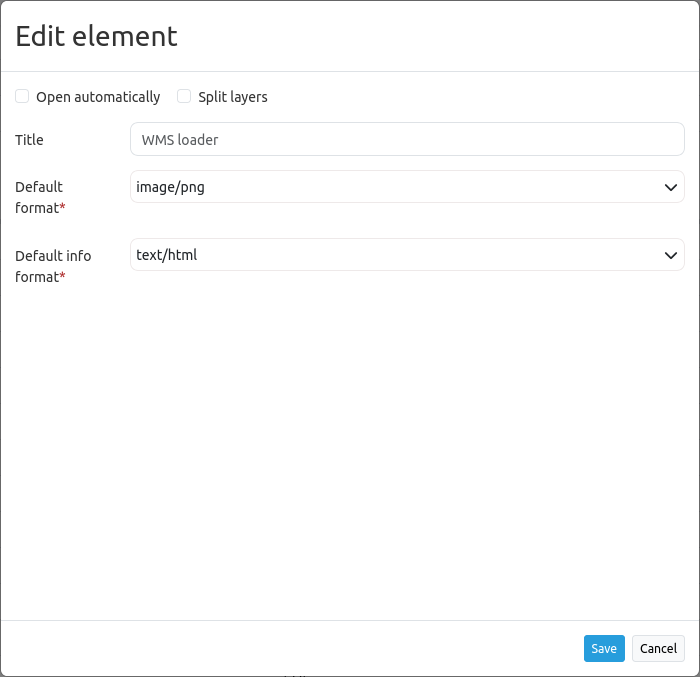 Edit element
Open automatically Split layers
Title WMS loader
Default format* image/png
Default info format* text/html
Save Cancel